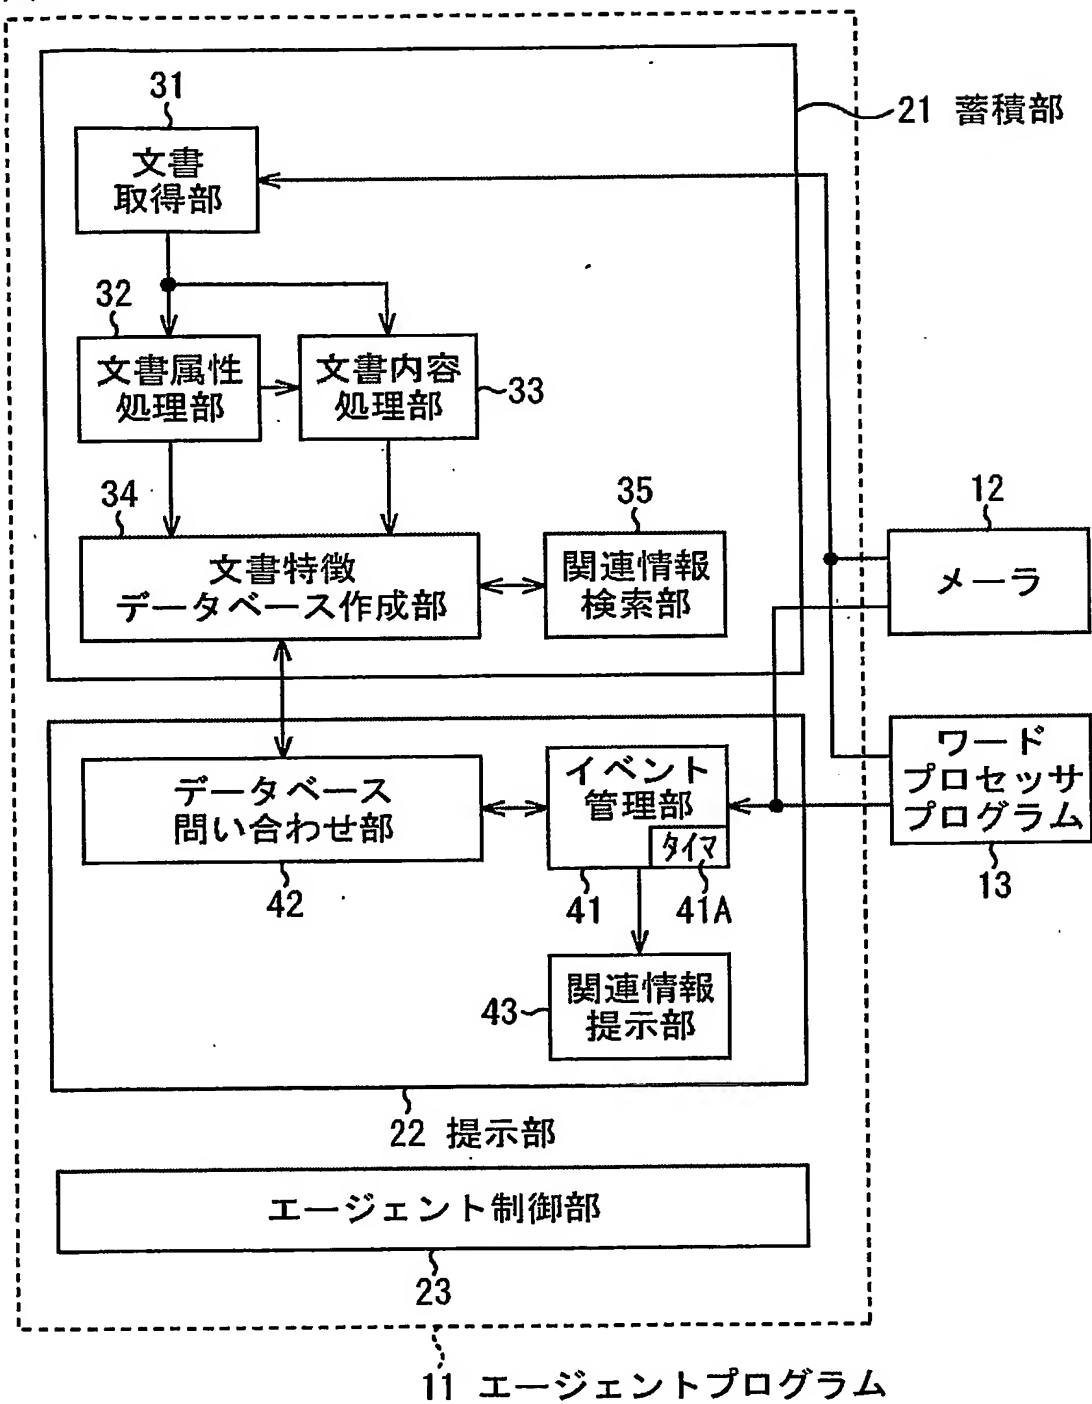 31
文書
取得部
21 蓄積部
32
文書属性
処理部
文書内容
処理部
33
34
文書特徴
データベース作成部
35
関連情報
検索部
12
メーラ
データベース
問い合わせ部
42
イベント
管理部
タイマ
41
41A
ワード
プロセッサ
プログラム
13
43
関連情報
提示部
22 提示部
エージェント制御部
23
11 エージェントプログラム